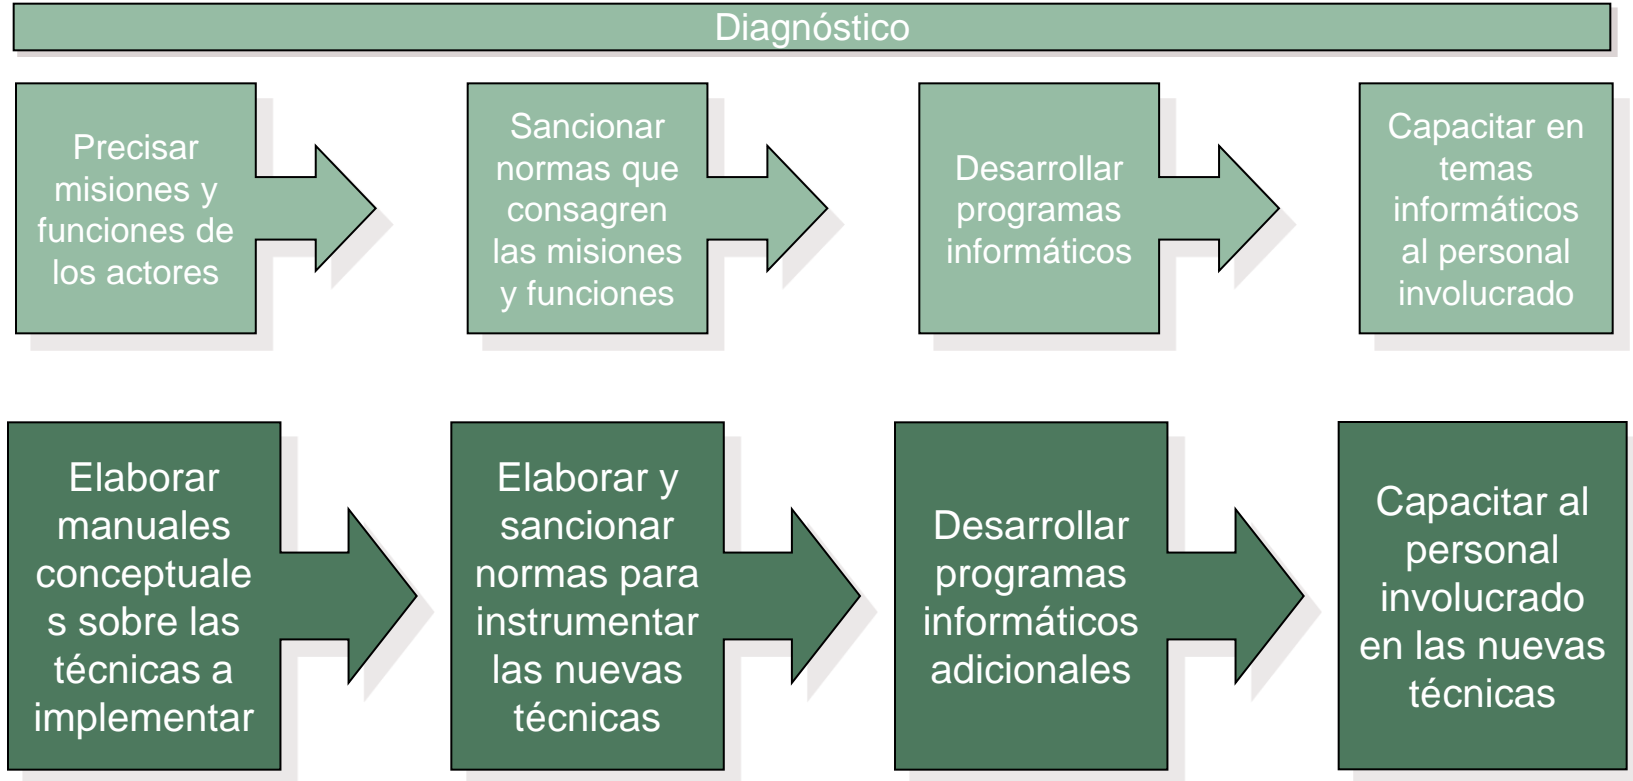 Diagnóstico
Precisar
misiones y
funciones de
los actores
Sancionar
normas que
consagren
las misiones
y funciones
Desarrollar
programas
informáticos
Capacitar en
temas
informáticos
al personal
involucrado
Elaborar
manuales
conceptuale
s sobre las
técnicas a
implementar
Elaborar y
sancionar
normas para
instrumentar
las nuevas
técnicas
Desarrollar
programas
informáticos
adicionales
Capacitar al
personal
involucrado
en las nuevas
técnicas